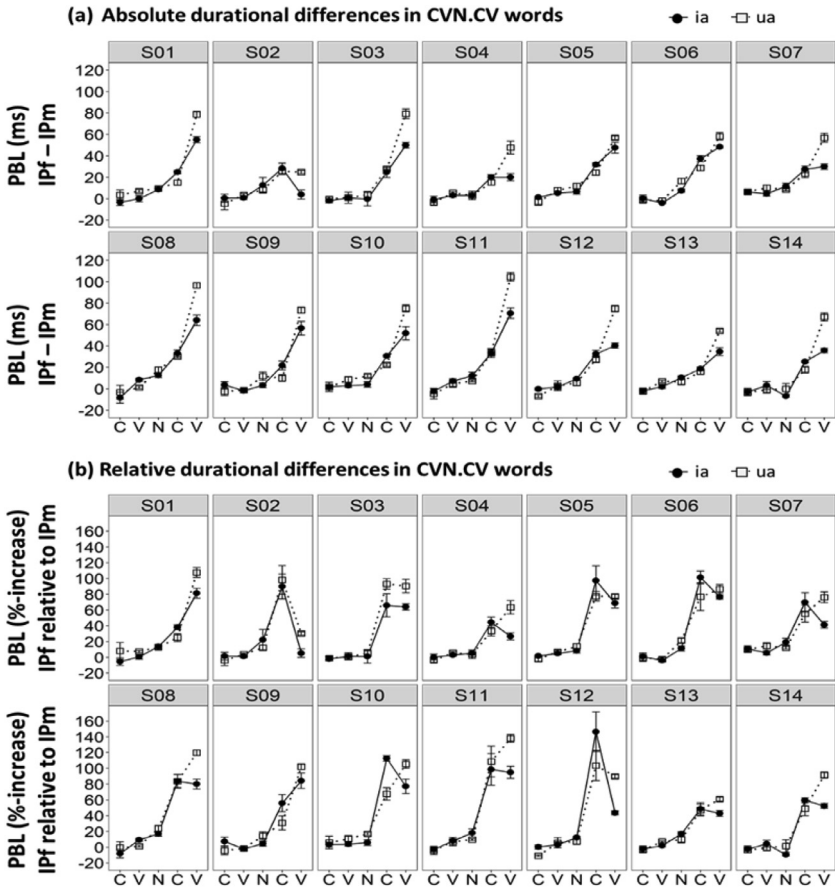 (a) Absolute durational differences in CVN.CV words ia ua
S01 S02 S03 S04 S05 S06 S07
PBL (ms)
IPf – IPm
120
100
80
60
40
20
0
-20
S08 S09 S10 S11 S12 S13 S14
PBL (ms)
IPf – IPm
120
100
80
60
40
20
0
-20
C V N C V C V N C V C V N C V C V N C V C V N C V C V N C V C V N C V
(b) Relative durational differences in CVN.CV words ia ua
S01 S02 S03 S04 S05 S06 S07
PBL (%-increase)
IPf relative to IPm
160
140
120
100
80
60
40
20
0
-20
S08 S09 S10 S11 S12 S13 S14
PBL (%-increase)
IPf relative to IPm
160
140
120
100
80
60
40
20
0
-20
C V N C V C V N C V C V N C V C V N C V C V N C V C V N C V C V N C V